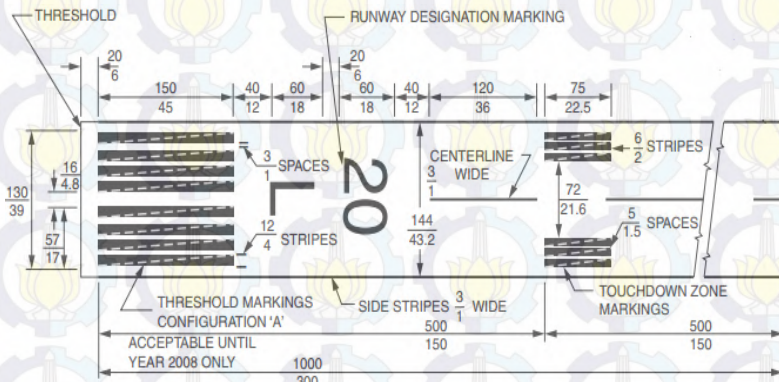 THRESHOLD
RUNWAY DESIGNATION MARKING
20
6
20
6
150
45
40
12
60
18
60
18
40
12
120
36
75
22.5
3
1
SPACES
6
2
STRIPES
16
4.8
130
39
57
17
L
20
CENTERLINE
WIDE
3
1
72
21.6
144
43.2
5
1.5
SPACES
12
4
STRIPES
THRESHOLD MARKINGS
CONFIGURATION 'A'
ACCEPTABLE UNTIL
YEAR 2008 ONLY
SIDE STRIPES 3/1 WIDE
TOUCHDOWN ZONE
MARKINGS
500
150
500
150
1000
300